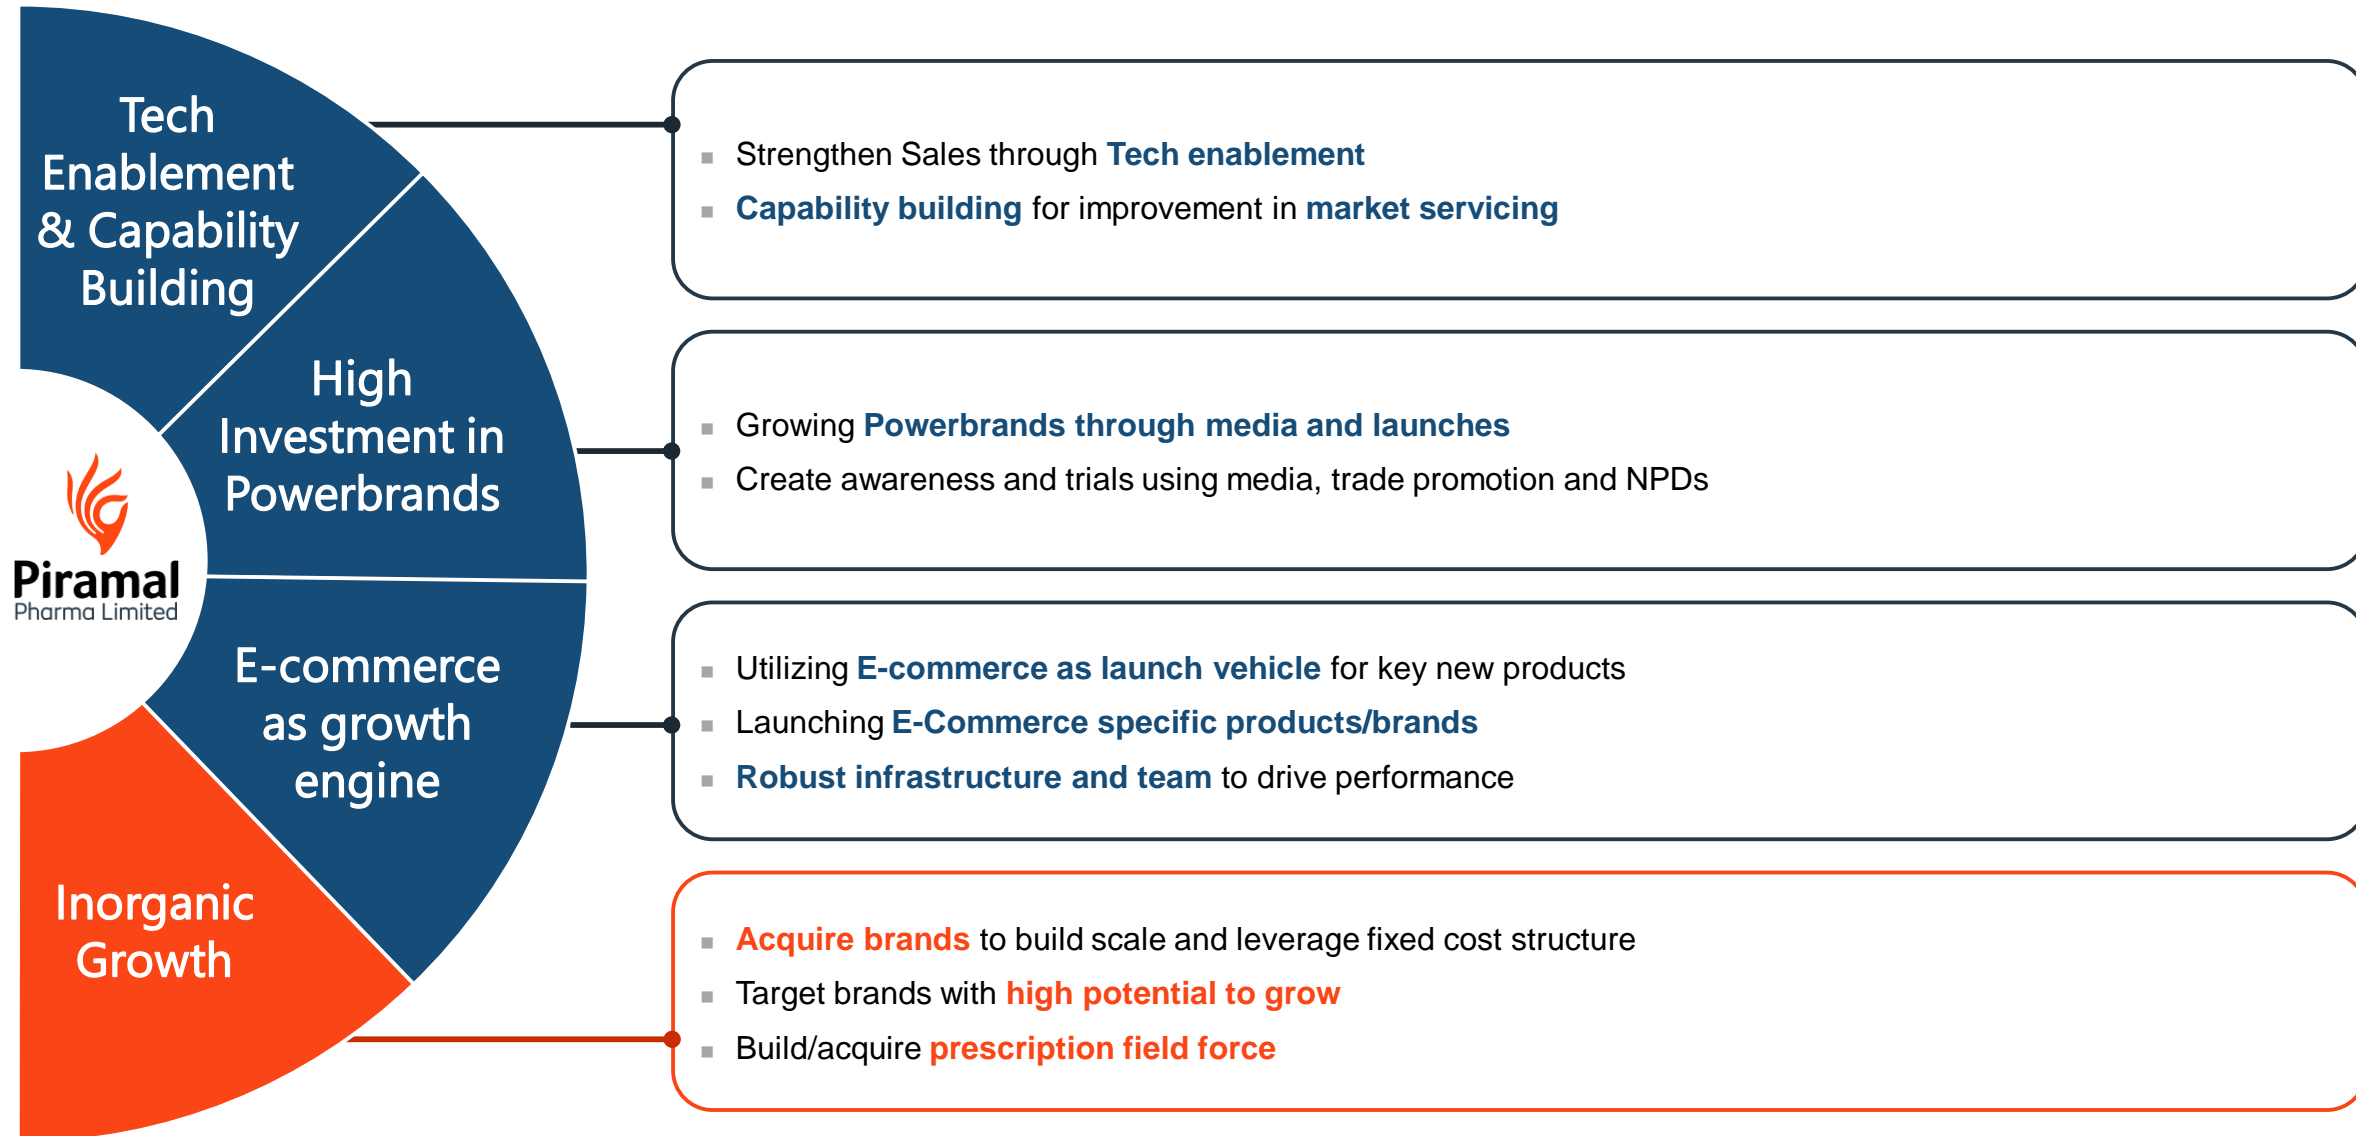 Tech
Enablement
& Capability
Building
Strengthen Sales through Tech enablement
Capability building for improvement in market servicing
High
Investment in
Powerbrands
Growing Powerbrands through media and launches
Create awareness and trials using media, trade promotion and NPDs
Piramal
Pharma Limited
E-commerce
as growth
engine
Utilizing E-commerce as launch vehicle for key new products
Launching E-Commerce specific products/brands
Robust infrastructure and team to drive performance
Inorganic
Growth
Acquire brands to build scale and leverage fixed cost structure
Target brands with high potential to grow
Build/acquire prescription field force